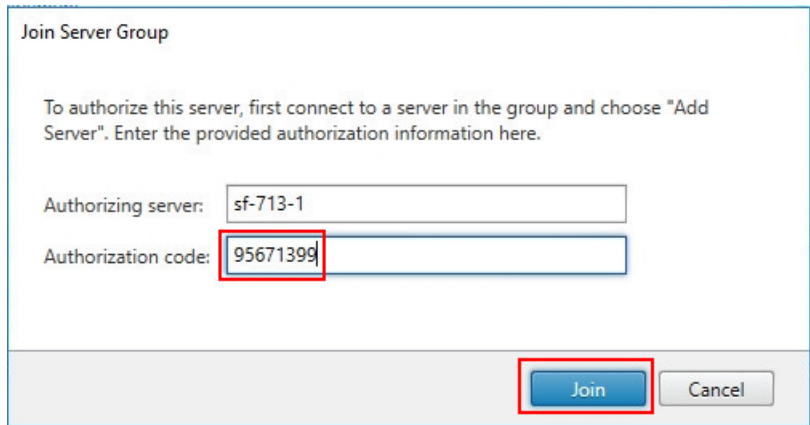 Join Server Group
To authorize this server, first connect to a server in the group and choose "Add
Server". Enter the provided authorization information here.
Authorizing server: sf-713-1
Authorization code: 95671399
Join Cancel